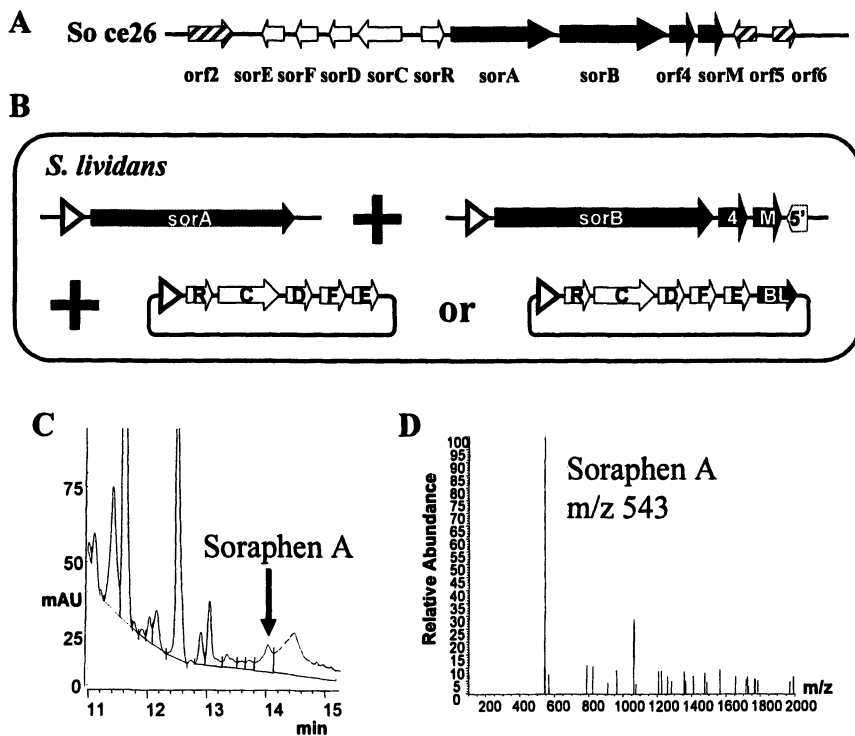 A
So ce26
orf2 sorE sorF sorD sorC sorR sorA sorB orf4 sorM orf5 orf6
B
S. lividans
sorA
sorB 4 M 5'
R C D F E
or
R C D F E BL
C
75
50
mAU
25
0
Soraphen A
11 12 13 14 15
min
D
Relative Abundance
100
95
90
85
80
75
70
65
60
55
50
45
40
35
30
25
20
15
10
5
0
Soraphen A
m/z 543
m/z
200 400 600 800 1000 1200 1400 1600 1800 2000